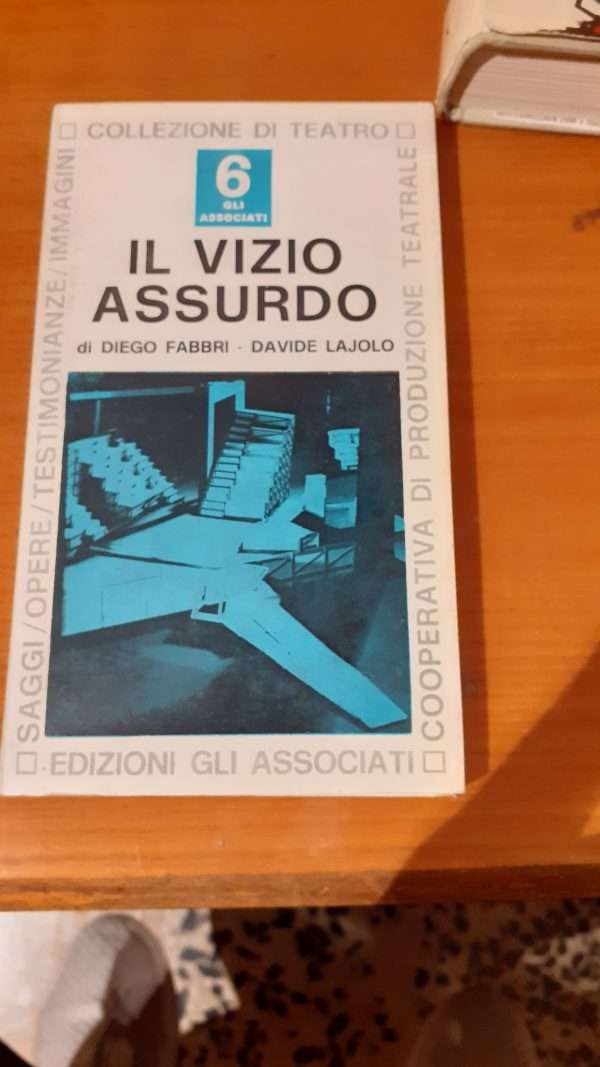 COLLEZIONE DI TEATRO
6
GLI
ASSOCIATI
IL VIZIO
ASSURDO
di DIEGO FABBRI - DAVIDE LAJOLO
SAGGI/OPERE/TESTIMONIANZE/IMMAGINI
COOPERATIVA DI PRODUZIONE TEATRALE
EDIZIONI GLI ASSOCIATI